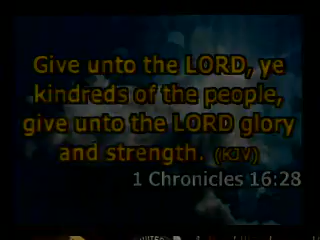 Give unto the LORD, ye
kindreds of the people,
give unto the LORD glory
and strength. (KJV)
1 Chronicles 16:28